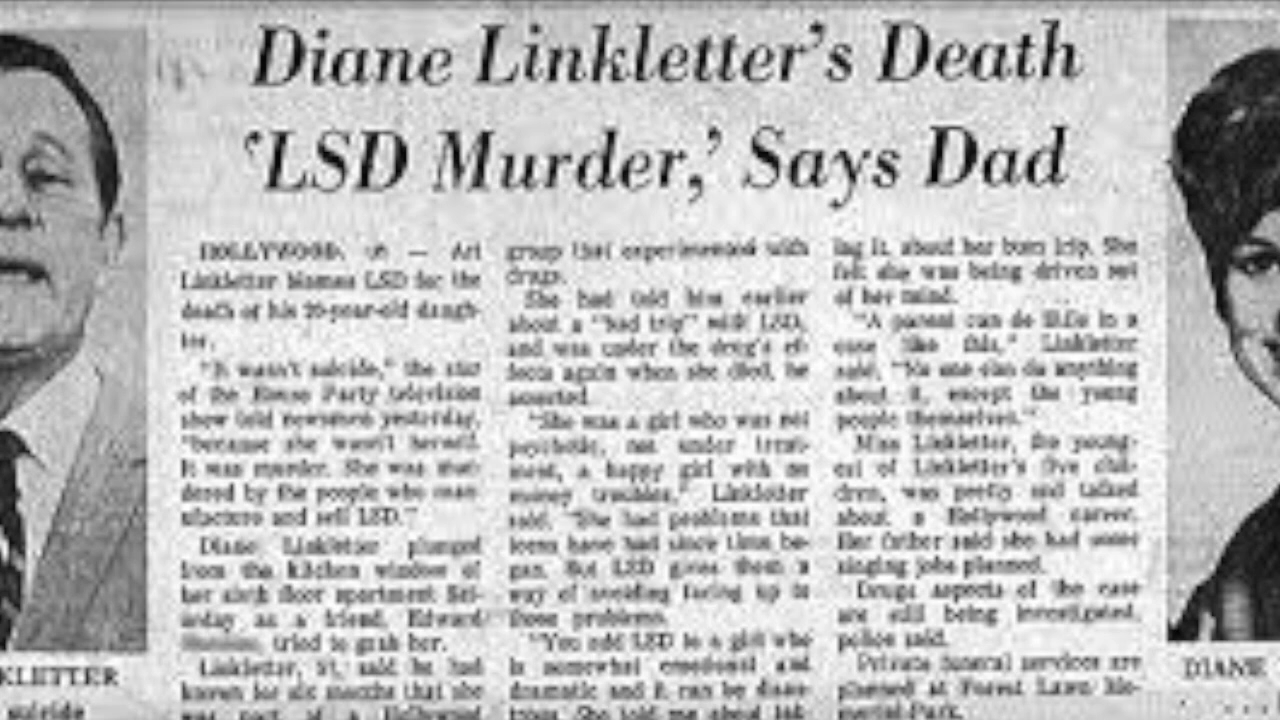 Diane Linkletter's Death
'LSD Murder,' Says Dad
HOLLYWOOD, — Art
Linkletter blames LSD for the
death of his 20-year-old daugh-
ter.
"It wasn't suicide," the star
of the House Party television
show told newsmen yesterday,
"because she wasn't herself.
It was murder. She was mur-
dered by the people who man-
ufacture and sell LSD."
Diane Linkletter plunged
from the kitchen window of
her sixth floor apartment Sat-
urday as a friend, Edward
tried to grab her.
Linkletter, 57, said he had
known for six months that she
was part of a Hollywood
group that experimented with
drugs.
She had told him earlier
about a "bad trip" with LSD,
and was under the drug's ef-
fects again when she died, he
asserted.
"She was a girl who was not
psychotic, not under treat-
ment, a happy girl with no
money troubles," Linkletter
said. "She had problems that
teens have had since time be-
gan. But LSD gives them a
way of avoiding facing up to
those problems.
"You add LSD to a girl who
is somewhat emotional and
dramatic and it can be disas-
trous. She told me about tak-
ing it, about her bum trip. She
felt she was being driven out
of her mind.
"A parent can do little in a
case like this," Linkletter
said. "No one can do anything
about it, except the young
people themselves."
Miss Linkletter, the young-
est of Linkletter's five chil-
dren, was pretty and talked
about a Hollywood career.
Her father said she had some
singing jobs planned.
Drugs aspects of the case
are still being investigated,
police said.
Private funeral services are
planned at Forest Lawn Me-
morial-Park.
KLETTER
suicide
DIANE